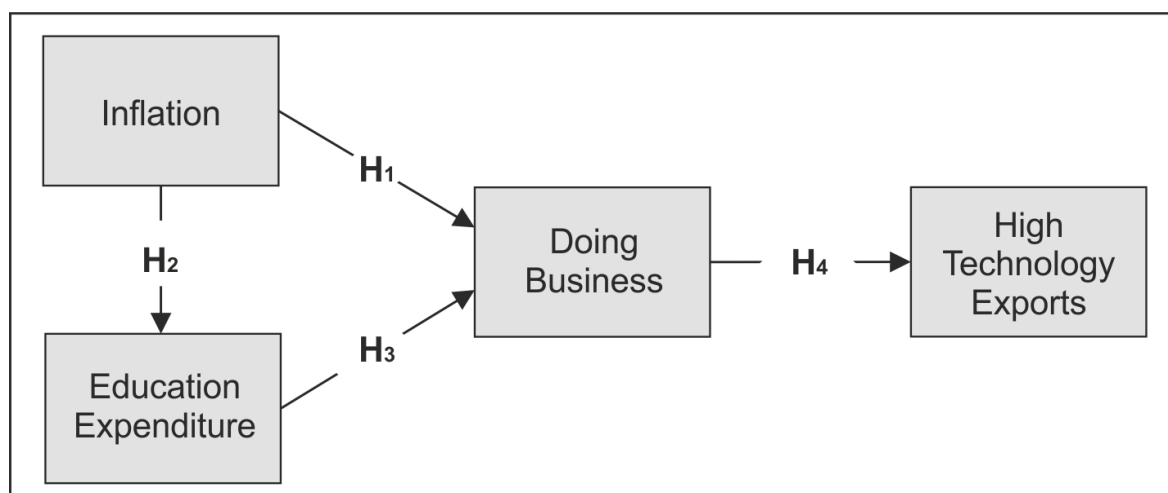 Inflation
H1
H2
Doing
Business
H4
High
Technology
Exports
H3
Education
Expenditure